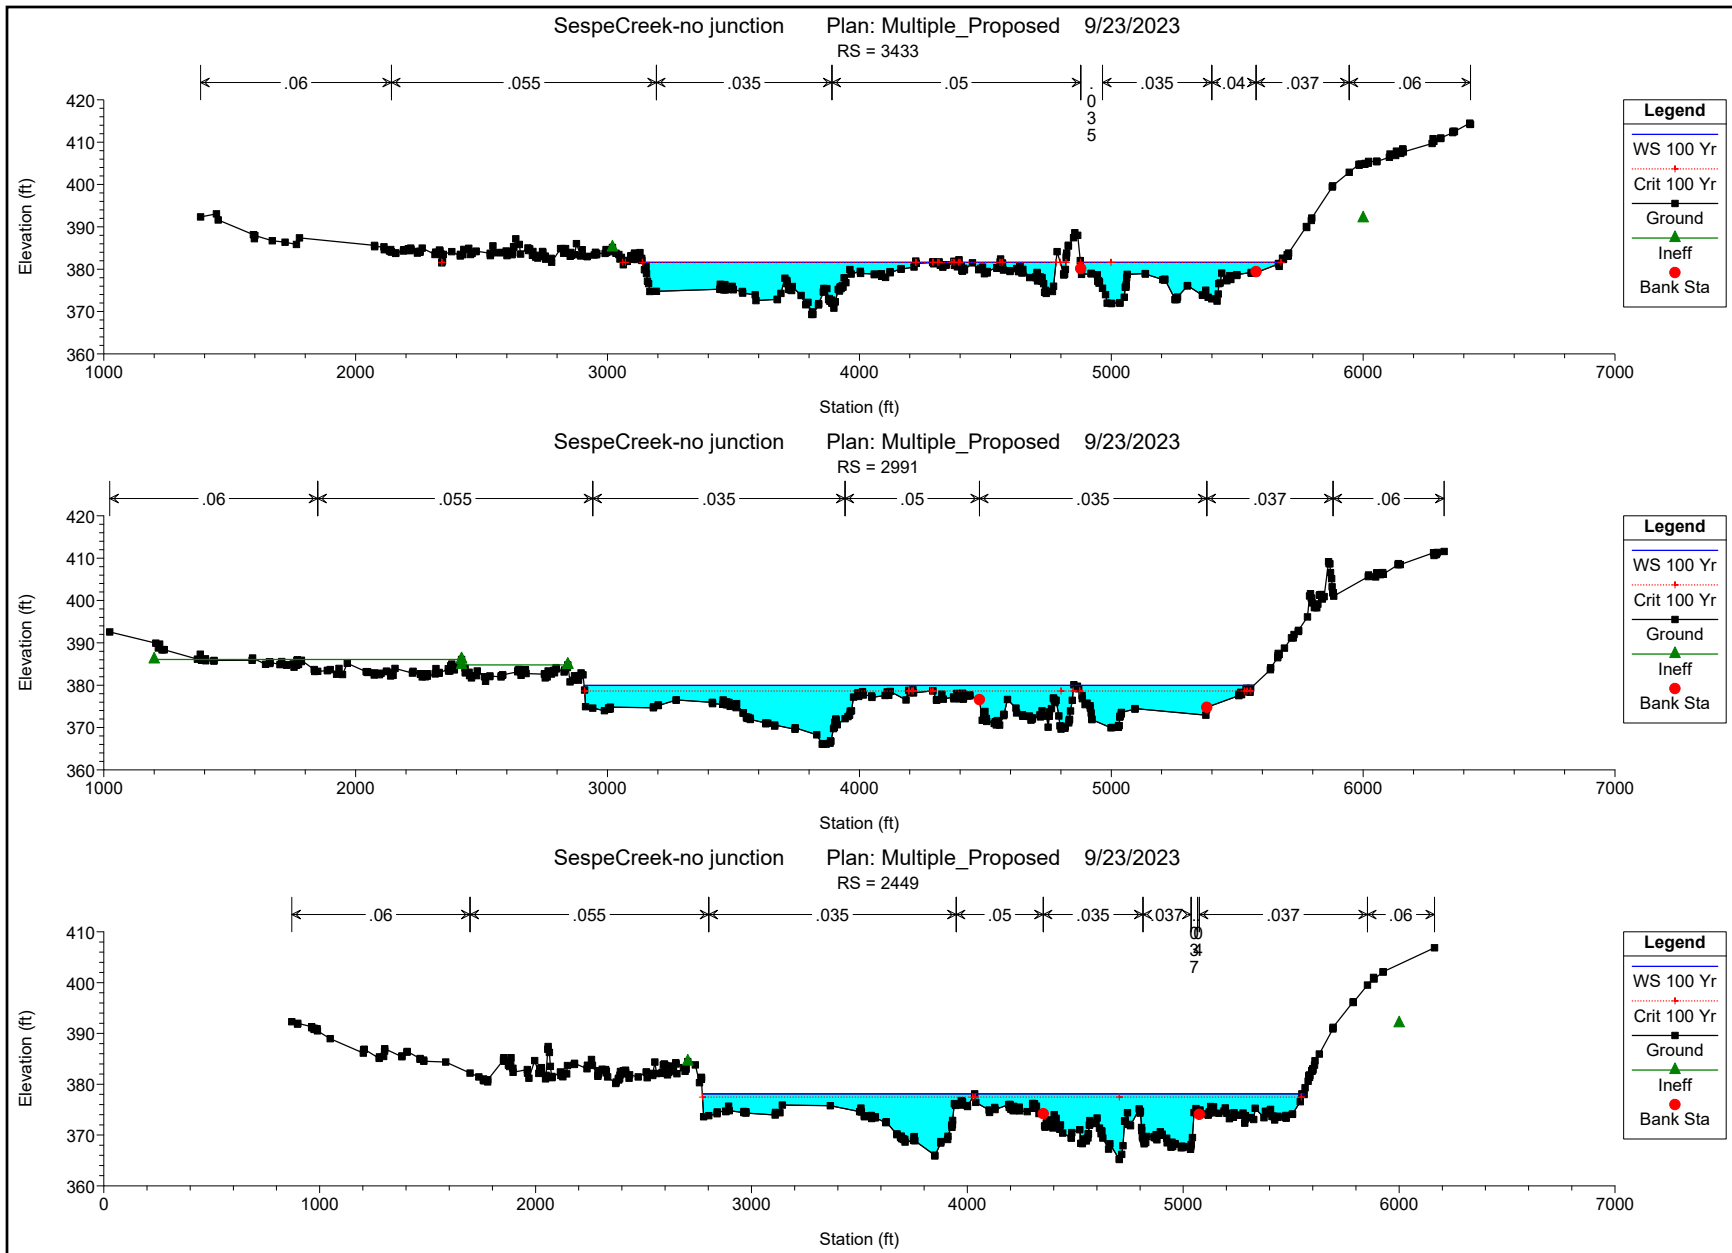 SespeCreek-no junction Plan: Multiple_Proposed 9/23/2023
RS = 3433
.06 .055 .035 .05 .035 .035 .04 .037 .06
420
410
400
390
380
370
360
Elevation (ft)
1000 2000 3000 4000 5000 6000 7000
Station (ft)
Legend
WS 100 Yr
Crit 100 Yr
Ground
Ineff
Bank Sta
SespeCreek-no junction Plan: Multiple_Proposed 9/23/2023
RS = 2991
.06 .055 .035 .05 .035 .037 .06
420
410
400
390
380
370
360
Elevation (ft)
1000 2000 3000 4000 5000 6000 7000
Station (ft)
Legend
WS 100 Yr
Crit 100 Yr
Ground
Ineff
Bank Sta
SespeCreek-no junction Plan: Multiple_Proposed 9/23/2023
RS = 2449
.06 .055 .035 .05 .035 .037 .037 .04 .037 .06
410
400
390
380
370
360
Elevation (ft)
0 1000 2000 3000 4000 5000 6000 7000
Station (ft)
Legend
WS 100 Yr
Crit 100 Yr
Ground
Ineff
Bank Sta